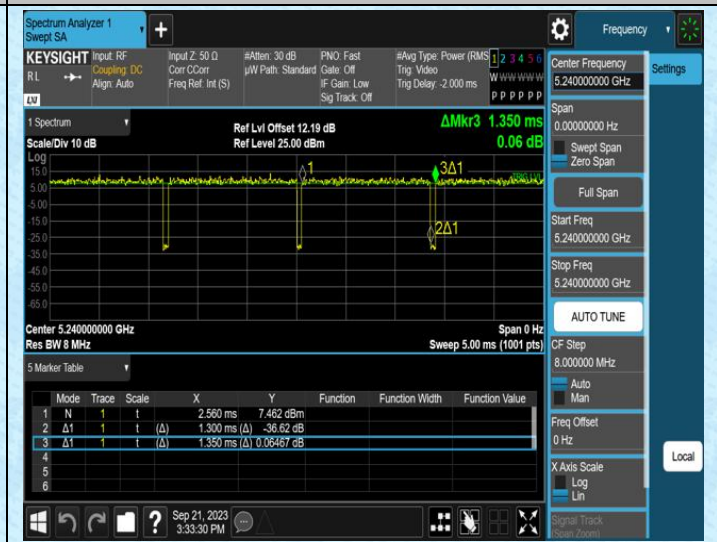 Spectrum Analyzer 1
Swept SA
+
Frequency
KEYSIGHT
RL
LXI
Input: RF
Coupling: DC
Align: Auto
Input Z: 50 Ω
Corr CCorr
Freq Ref: Int (S)
#Atten: 30 dB
µW Path: Standard
PNO: Fast
Gate: Off
IF Gain: Low
Sig Track: Off
#Avg Type: Power (RMS
Trig: Video
Trig Delay: -2.000 ms
1 2 3 4 5 6
W W W W W W
P P P P P P
1 Spectrum
Scale/Div 10 dB
Ref Lvl Offset 12.19 dB
Ref Level 25.00 dBm
ΔMkr3 1.350 ms
0.06 dB
Log
15.0
5.00
-5.00
-15.0
-25.0
-35.0
-45.0
-55.0
-65.0
1
3Δ1
TRIG LVL
2Δ1
Center 5.240000000 GHz
Res BW 8 MHz
Span 0 Hz
Sweep 5.00 ms (1001 pts)
5 Marker Table
Mode Trace Scale X Y Function Function Width Function Value
1 N 1 t 2.560 ms 7.462 dBm
2 Δ1 1 t (Δ) 1.300 ms (Δ) -36.62 dB
3 Δ1 1 t (Δ) 1.350 ms (Δ) 0.06467 dB
4
5
6
Sep 21, 2023
3:33:30 PM
?
Center Frequency
5.240000000 GHz
Span
0.00000000 Hz
Swept Span
Zero Span
Full Span
Start Freq
5.240000000 GHz
Stop Freq
5.240000000 GHz
AUTO TUNE
CF Step
8.000000 MHz
Auto
Man
Freq Offset
0 Hz
X Axis Scale
Log
Lin
Signal Track
(Span Zoom)
Settings
Local